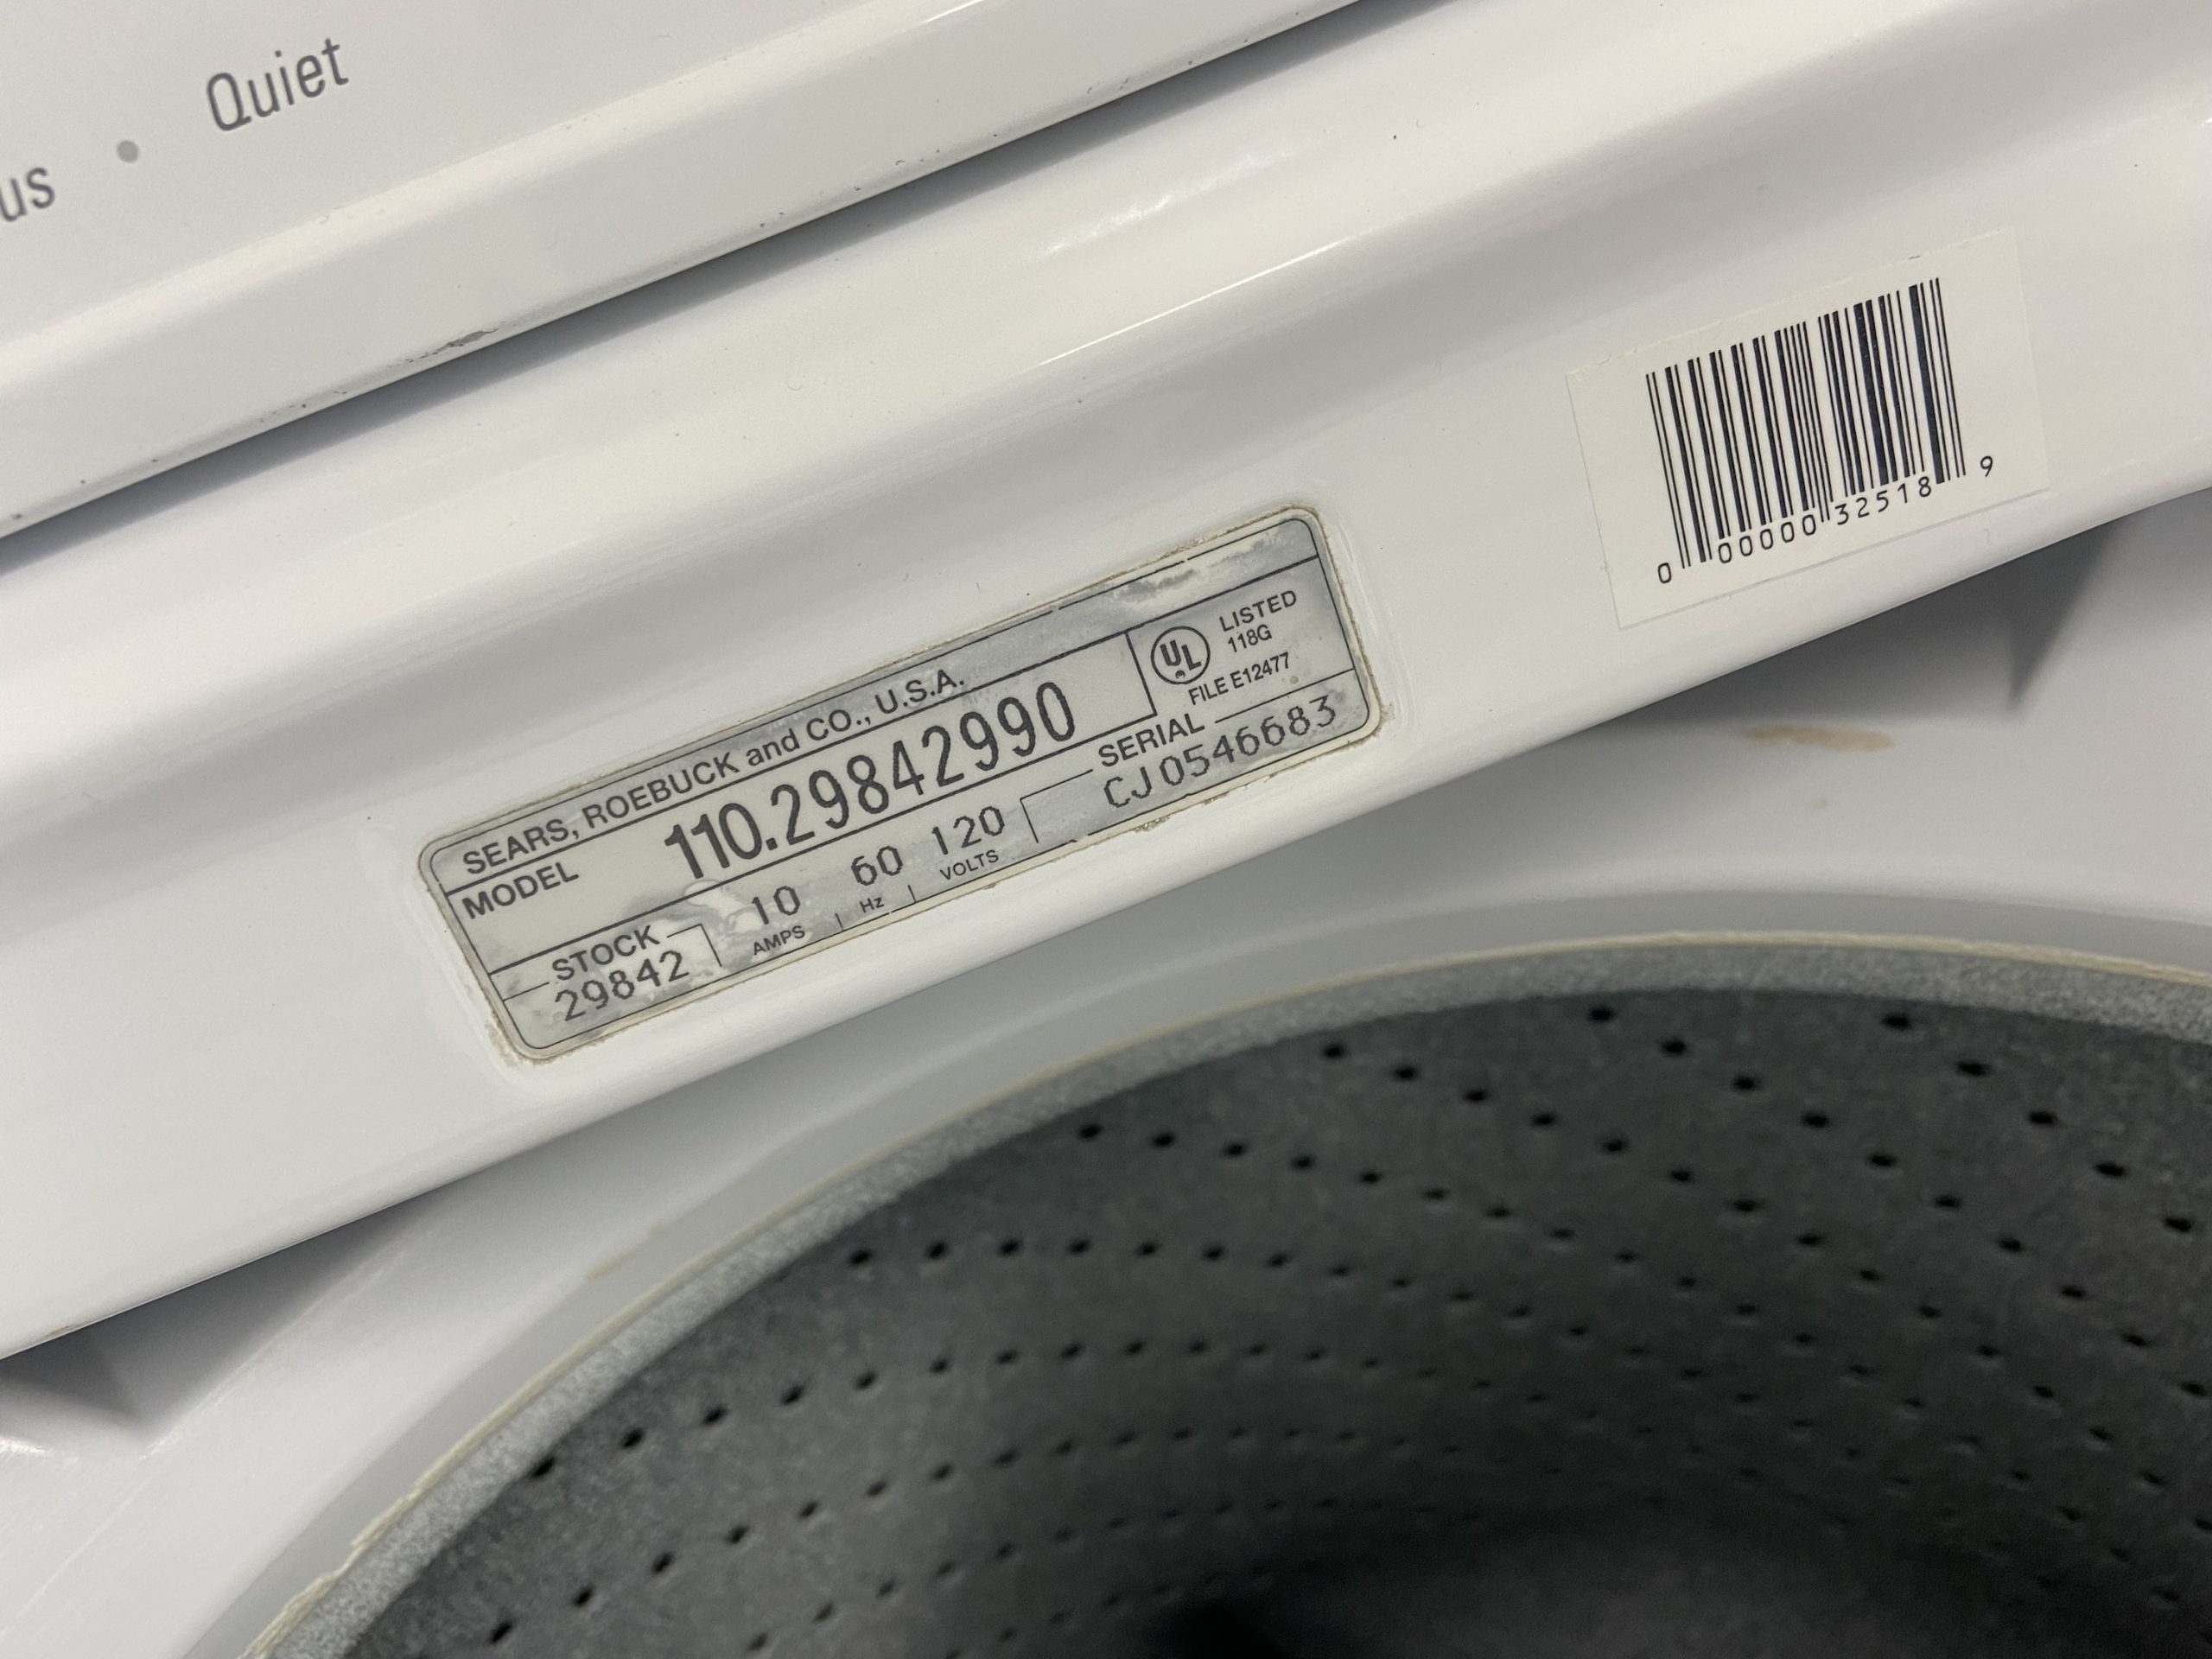 us • Quiet
SEARS, ROEBUCK and CO., U.S.A.
MODEL 110.29842990
UL LISTED
118G
FILE E12477
STOCK
29842
10
AMPS
60
Hz
120
VOLTS
SERIAL
CJ0546683
0 00000 32518 9